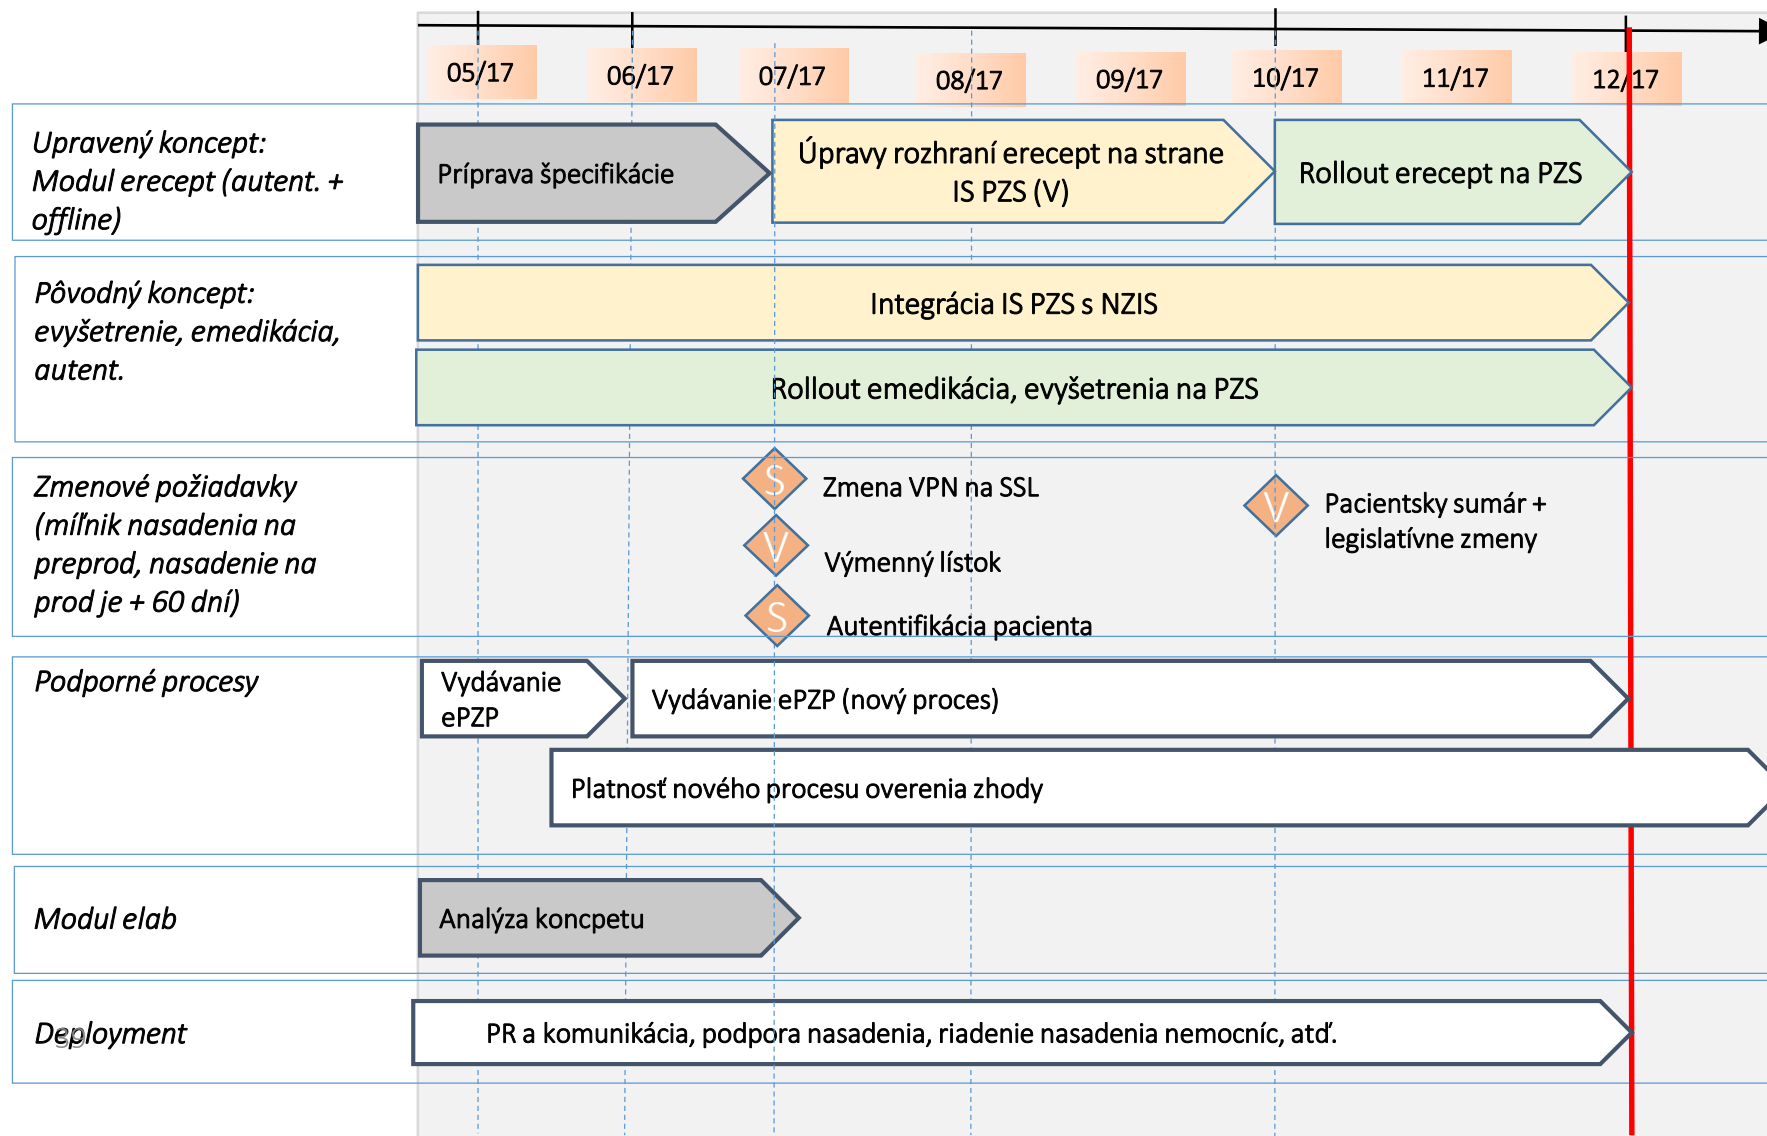 05/17
06/17
07/17
08/17
09/17
10/17
11/17
12/17
Upravený koncept:
Modul erecept (autent. +
offline)
Príprava špecifikácie
Úpravy rozhraní erecept na strane
IS PZS (V)
Rollout erecept na PZS
Pôvodný koncept:
evyšetrenie, emedikácia,
autent.
Integrácia IS PZS s NZIS
Rollout emedikácia, evyšetrenia na PZS
Zmenové požiadavky
(míľnik nasadenia na
preprod, nasadenie na
prod je + 60 dní)
S
Zmena VPN na SSL
V
Výmenný lístok
S
Autentifikácia pacienta
V
Pacientsky sumár +
legislatívne zmeny
Podporné procesy
Vydávanie
ePZP
Vydávanie ePZP (nový proces)
Platnosť nového procesu overenia zhody
Modul elab
Analýza koncpetu
Deployment
39
PR a komunikácia, podpora nasadenia, riadenie nasadenia nemocníc, atď.